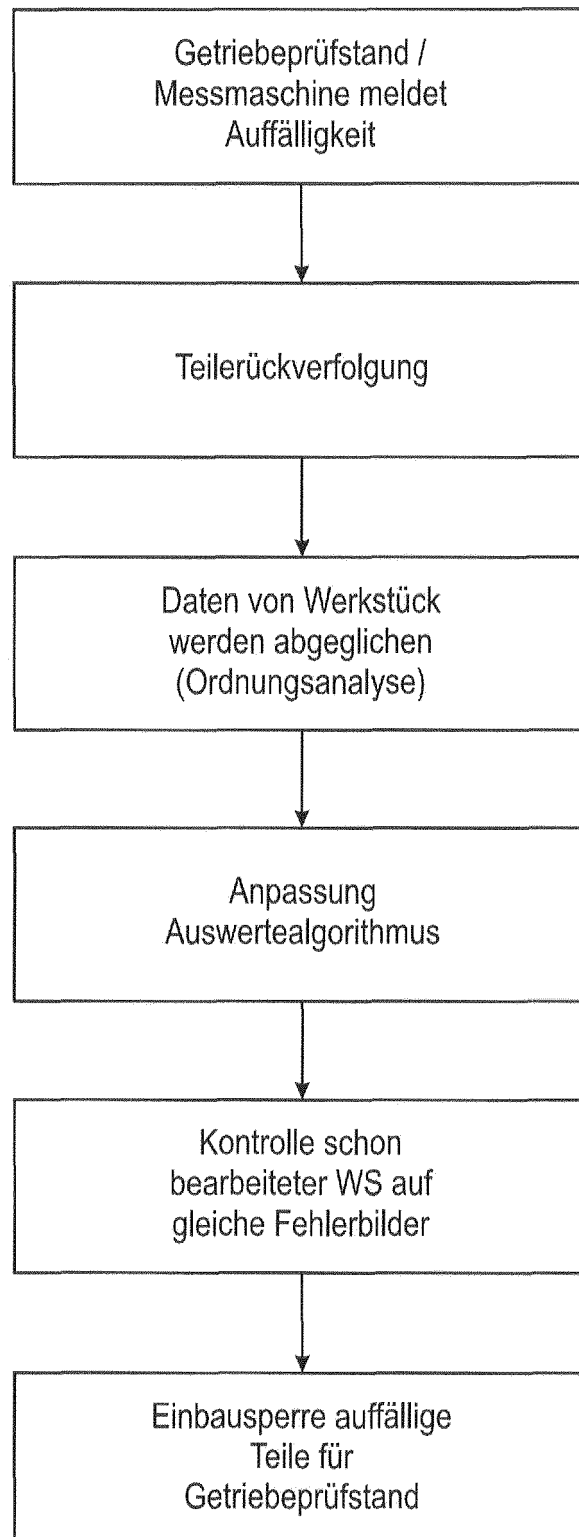 Getriebeprüfstand /
Messmaschine meldet
Auffälligkeit
Teilerückverfolgung
Daten von Werkstück
werden abgeglichen
(Ordnungsanalyse)
Anpassung
Auswertealgorithmus
Kontrolle schon
bearbeiteter WS auf
gleiche Fehlerbilder
Einbausperre auffällige
Teile für
Getriebeprüfstand